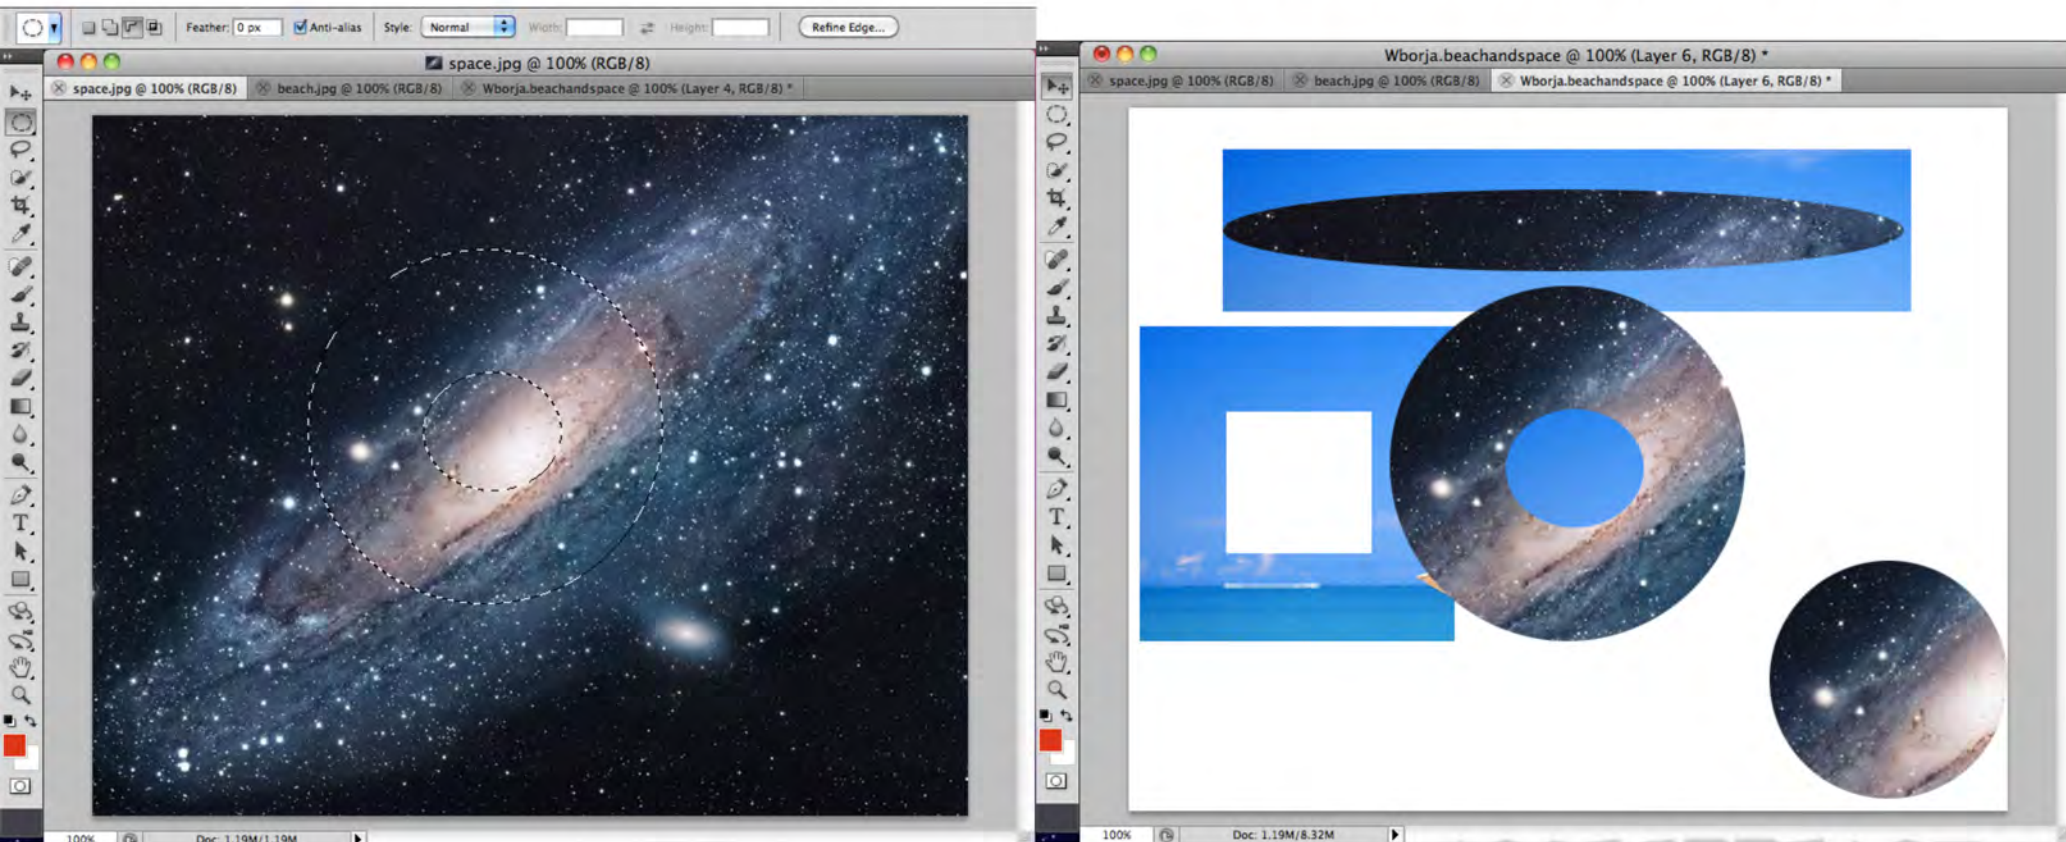 Feather: 0 px Anti-alias Style: Normal Width: Height: Refine Edge...
space.jpg @ 100% (RGB/8)
space.jpg @ 100% (RGB/8) beach.jpg @ 100% (RGB/8) Wborja.beachandspace @ 100% (Layer 4, RGB/8) *
T
100% Doc: 1.19M/1.19M
Wborja.beachandspace @ 100% (Layer 6, RGB/8) *
space.jpg @ 100% (RGB/8) beach.jpg @ 100% (RGB/8) Wborja.beachandspace @ 100% (Layer 6, RGB/8) *
T
100% Doc: 1.19M/8.32M